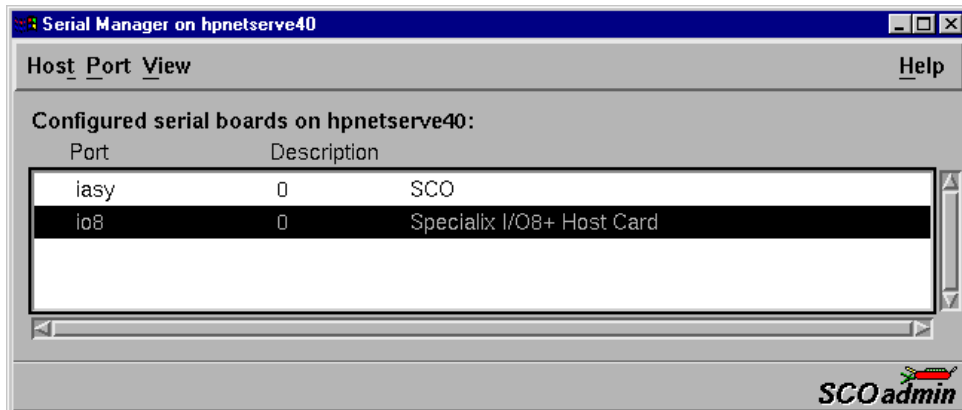 Serial Manager on hpnetserve40
Host Port View Help
Configured serial boards on hpnetserve40:
Port Description
iasy 0 SCO
io8 0 Specialix I/O8+ Host Card
SCOadmin